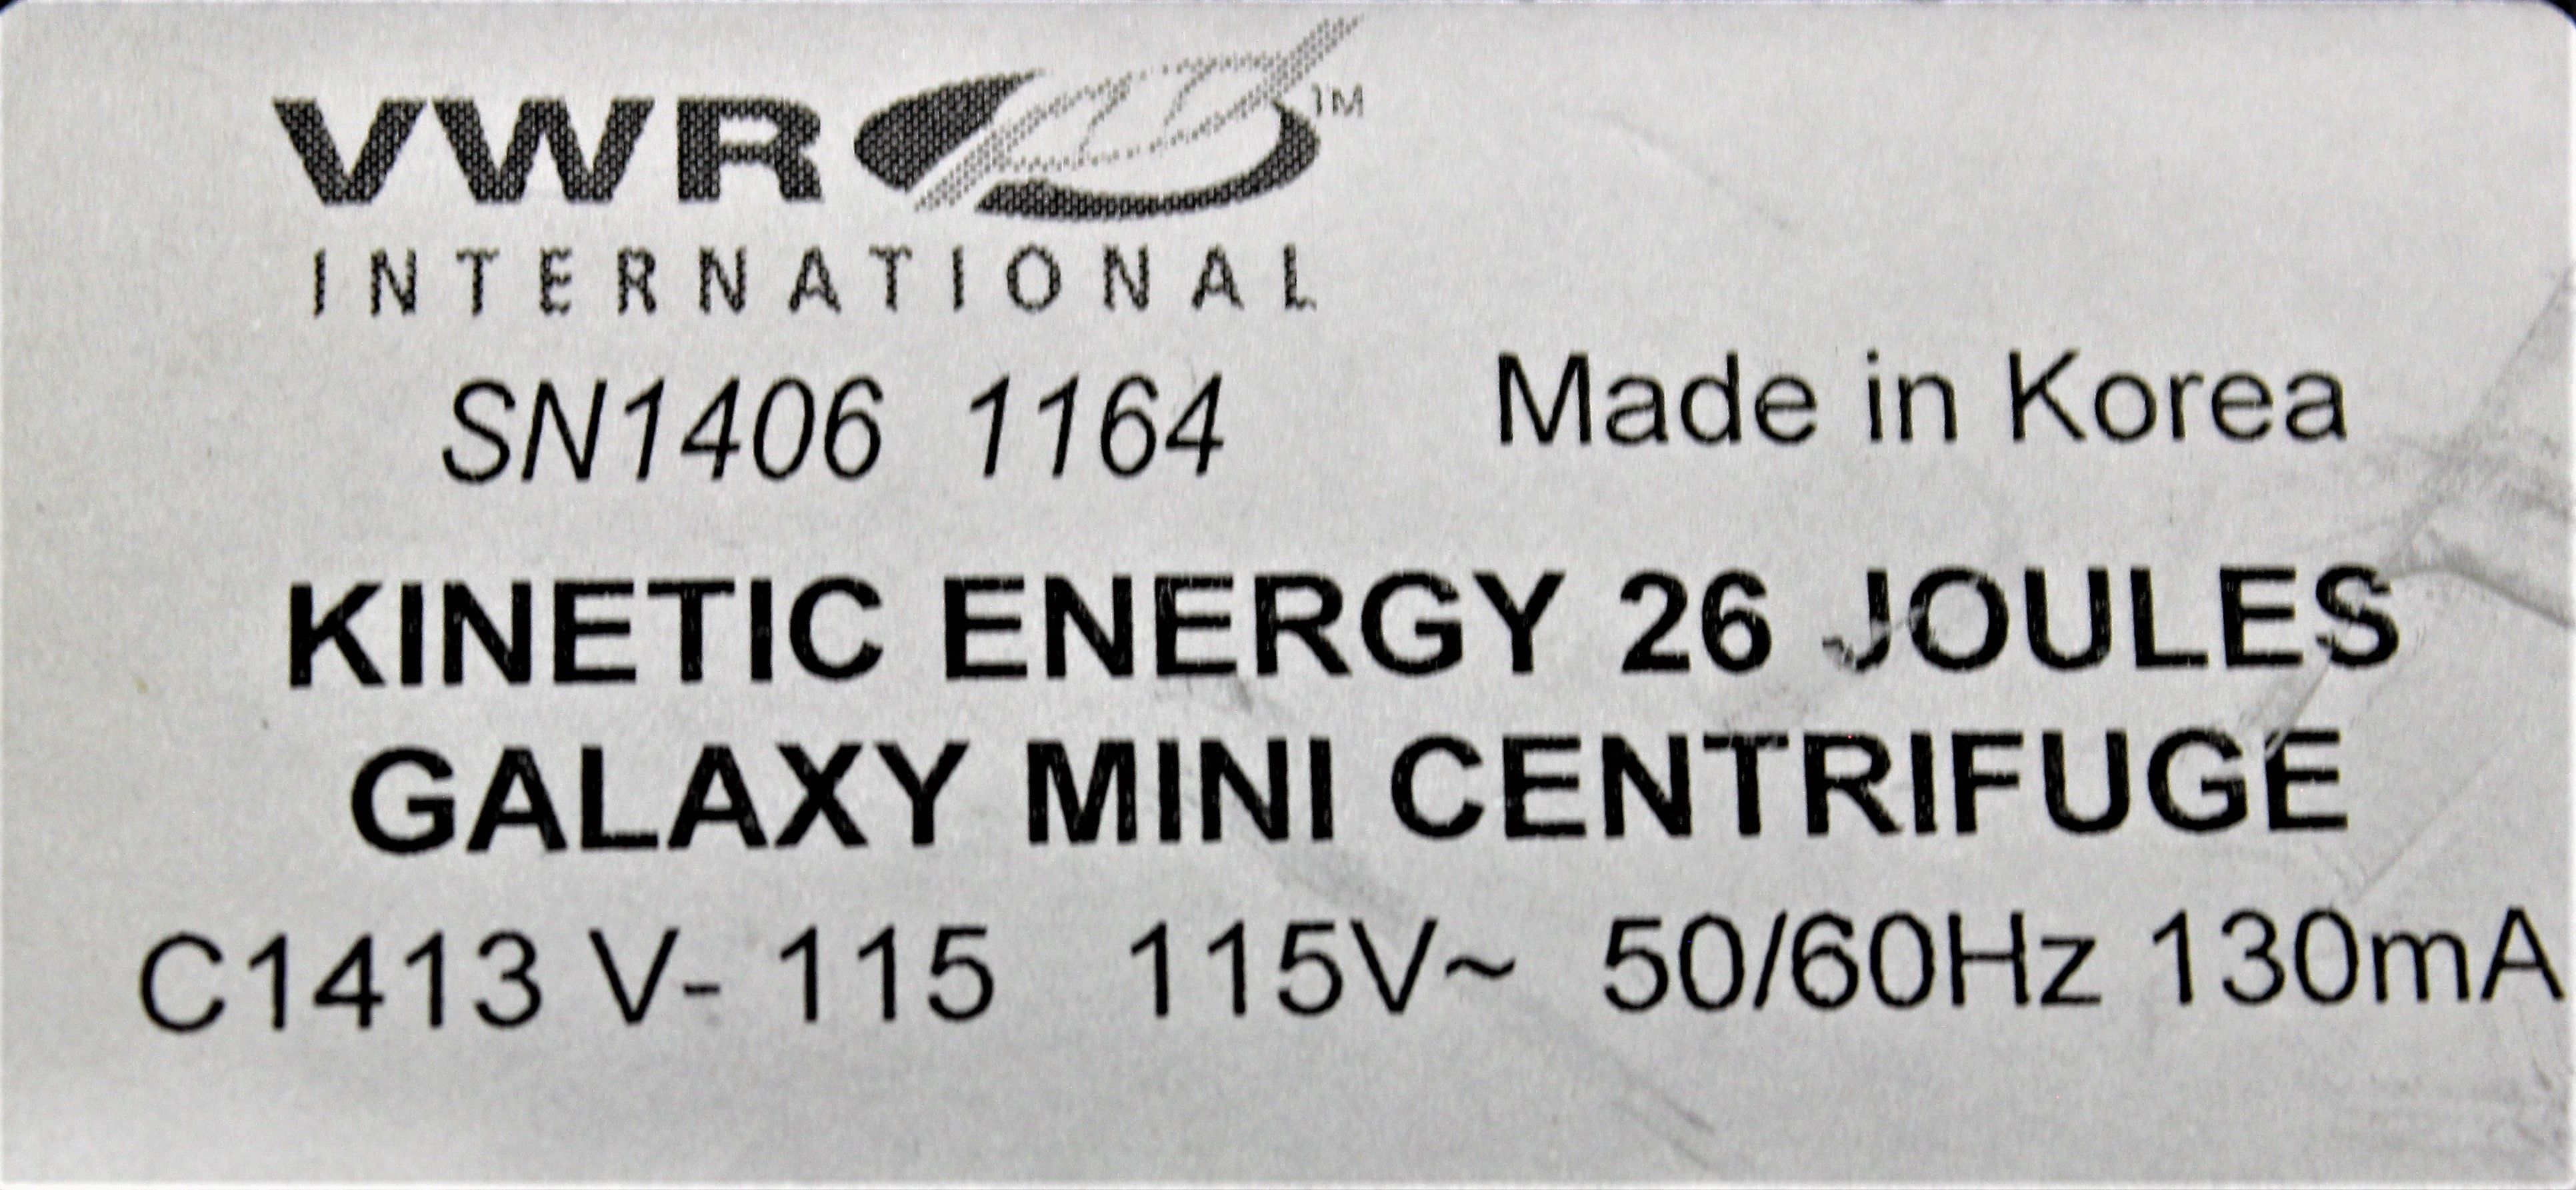 VWR™
INTERNATIONAL
SN1406 1164 Made in Korea
KINETIC ENERGY 26 JOULES
GALAXY MINI CENTRIFUGE
C1413 V- 115 115V~ 50/60Hz 130mA